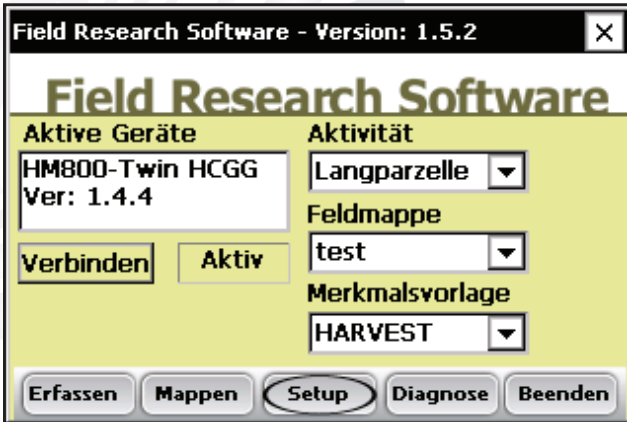 Field Research Software - Version: 1.5.2
Field Research Software
Aktive Geräte
HM800-Twin HCGG
Ver: 1.4.4
Verbinden
Aktiv
Aktivität
Langparzelle
Feldmappe
test
Merkmalsvorlage
HARVEST
Erfassen
Mappen
Setup
Diagnose
Beenden